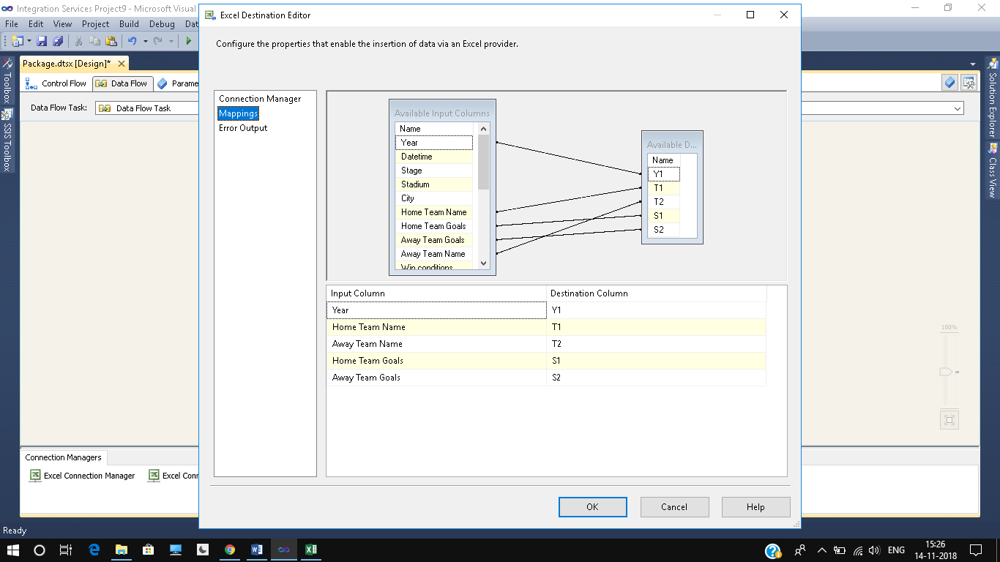 Integration Services Project9 - Microsoft Visual
Excel Destination Editor
File Edit View Project Build Debug Dat
Configure the properties that enable the insertion of data via an Excel provider.
Package.dtsx [Design]*
Control Flow Data Flow Parame
Data Flow Task: Data Flow Task
Toolbox
SSIS Toolbox
Solution Explorer
Class View
Connection Manager
Mappings
Error Output
Available Input Columns
Name
Year
Datetime
Stage
Stadium
City
Home Team Name
Home Team Goals
Away Team Goals
Away Team Name
Win conditions
Available D...
Name
Y1
T1
T2
S1
S2
Input Column Destination Column
Year Y1
Home Team Name T1
Away Team Name T2
Home Team Goals S1
Away Team Goals S2
100%
Connection Managers
Excel Connection Manager Excel Conn
OK Cancel Help
Ready
ENG
15:26
14-11-2018